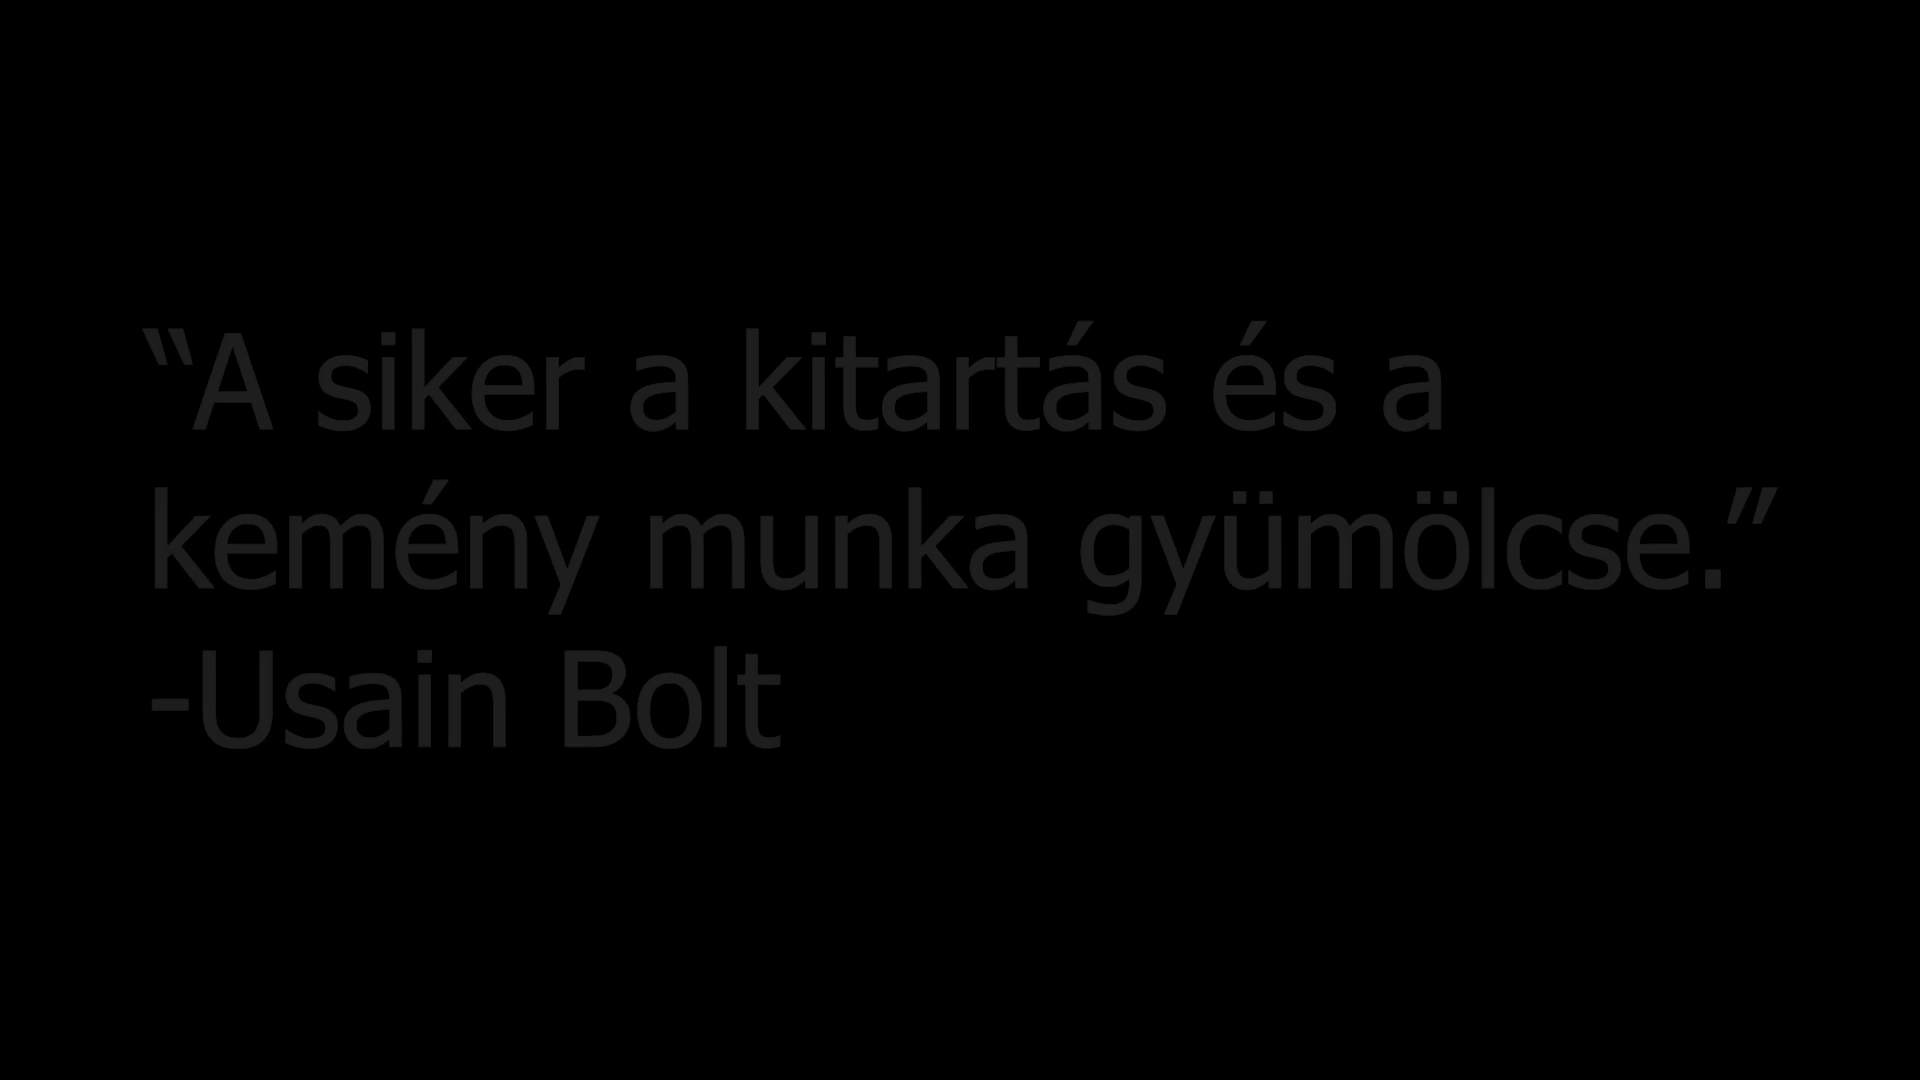 “A siker a kitartás és a
kemény munka gyümölcse.”
-Usain Bolt